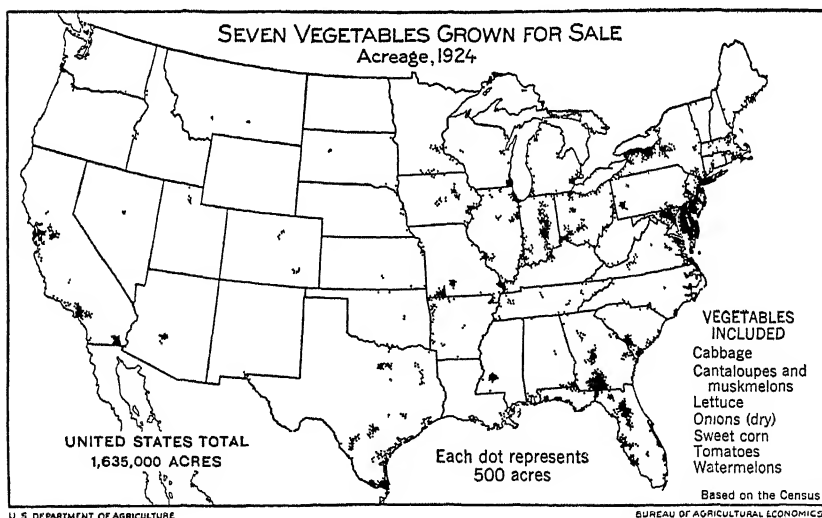 SEVEN VEGETABLES GROWN FOR SALE
Acreage, 1924
VEGETABLES
INCLUDED
Cabbage
Cantaloupes and
muskmelons
Lettuce
Onions (dry)
Sweet corn
Tomatoes
Watermelons
UNITED STATES TOTAL
1,635,000 ACRES
Each dot represents
500 acres
Based on the Census
U. S. DEPARTMENT OF AGRICULTURE
BUREAU OF AGRICULTURAL ECONOMICS